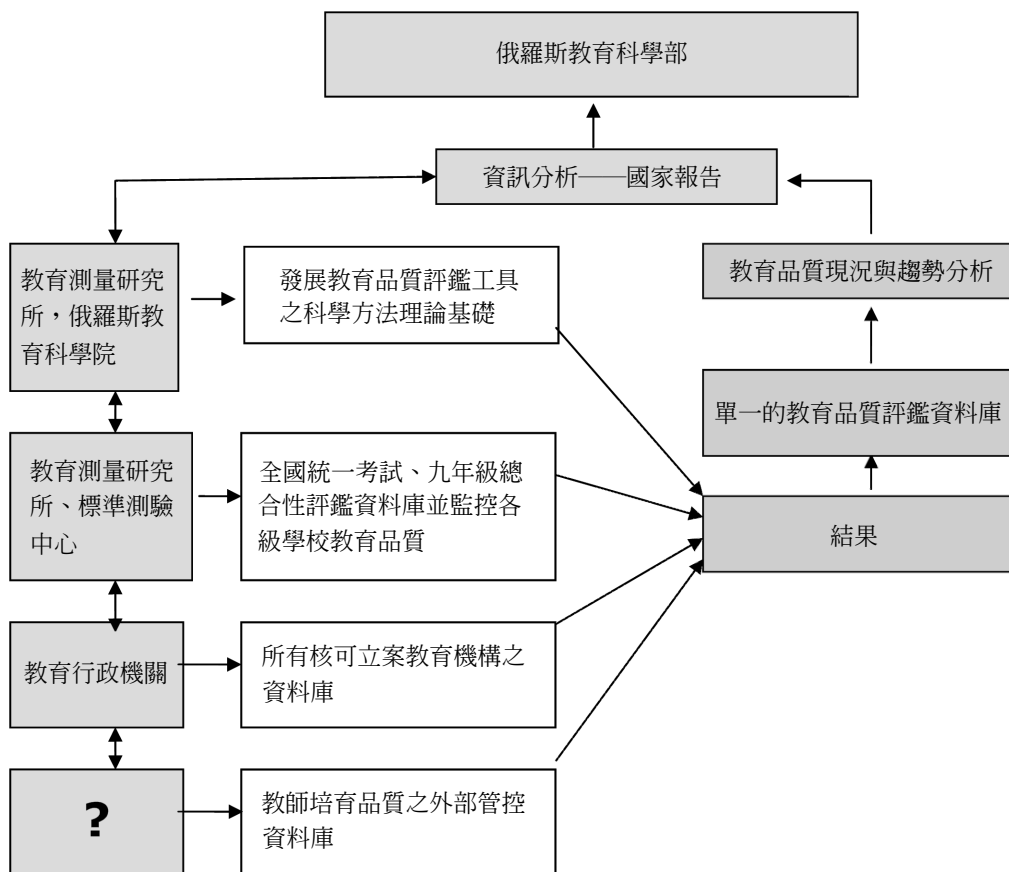 俄羅斯教育科學部
資訊分析——國家報告
教育測量研究
所，俄羅斯教
育科學院
發展教育品質評鑑工具
之科學方法理論基礎
教育品質現況與趨勢分析
單一的教育品質評鑑資料庫
教育測量研究
所、標準測驗
中心
全國統一考試、九年級總
合性評鑑資料庫並監控各
級學校教育品質
結果
教育行政機關
所有核可立案教育機構之
資料庫
?
教師培育品質之外部管控
資料庫